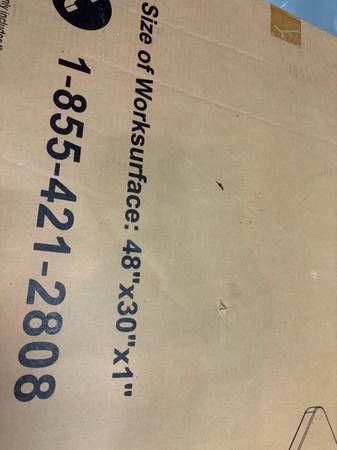 Size of Worksurface: 48"x30"x1"
1-855-421-2808